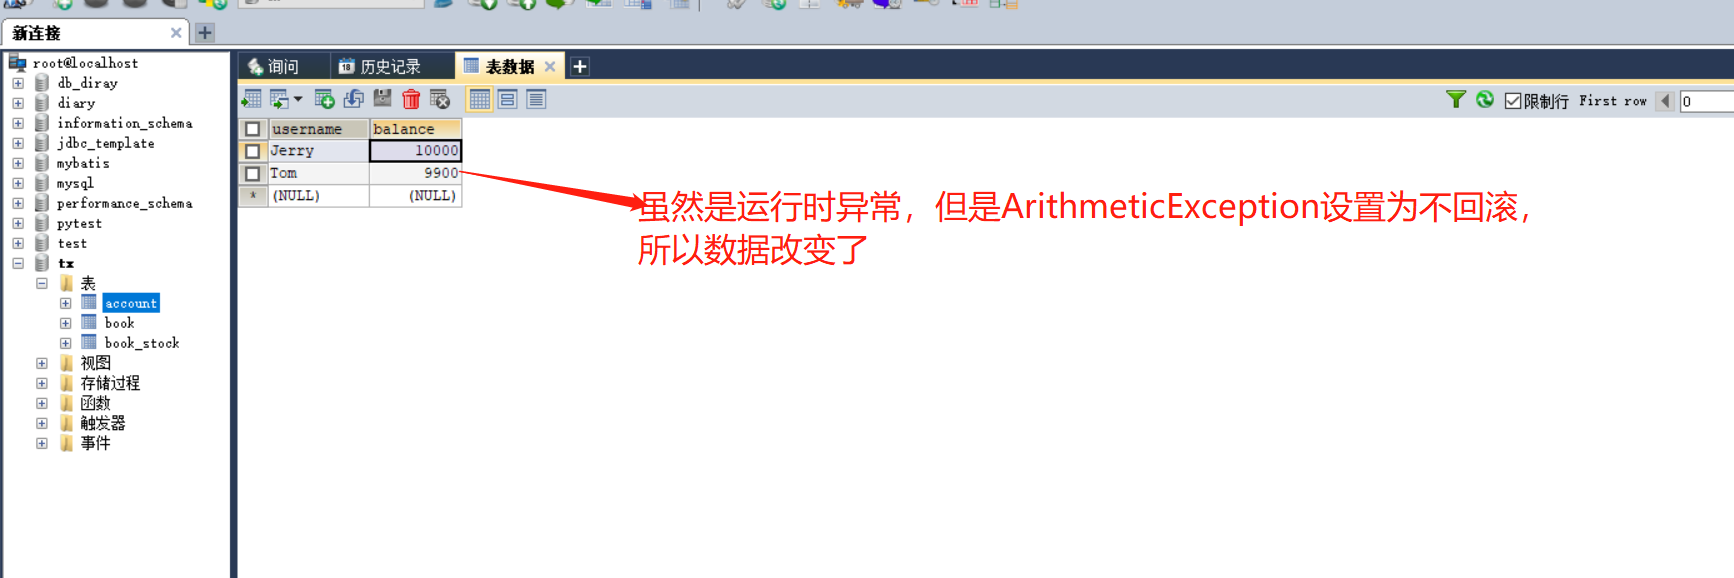 新连接
root@localhost
db_diray
diary
information_schema
jdbc_template
mybatis
mysql
performance_schema
pytest
test
tx
表
account
book
book_stock
视图
存储过程
函数
触发器
事件
询问
18 历史记录
表数据
限制行 First row 0
username balance
Jerry 10000
Tom 9900
* (NULL) (NULL)
虽然是运行时异常，但是ArithmeticException设置为不回滚，
所以数据改变了